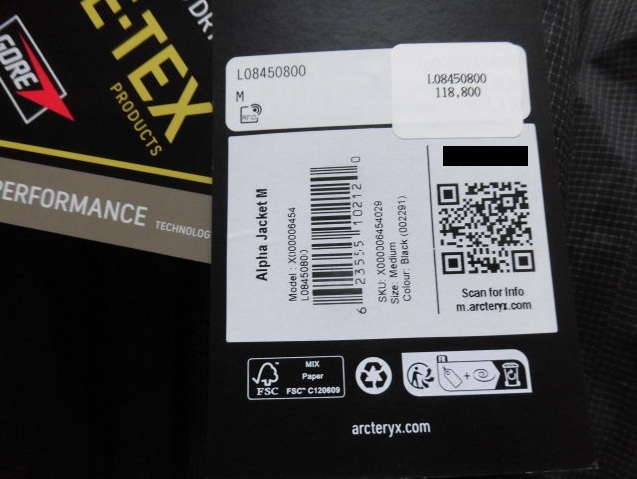 DRY
E-TEX
PRODUCTS
GORE
PERFORMANCE
TECHNOLOG
L08450800
M
RFID
L08450800
118,800
Alpha Jacket M
Model : X000006454
L08450800
6 23555 10212 0
SKU: X000006454029
Size: Medium
Colour: Black (002291)
Scan for Info
m.arcteryx.com
FSC
MIX
Paper
FSC™ C120609
FR
+
arcteryx.com